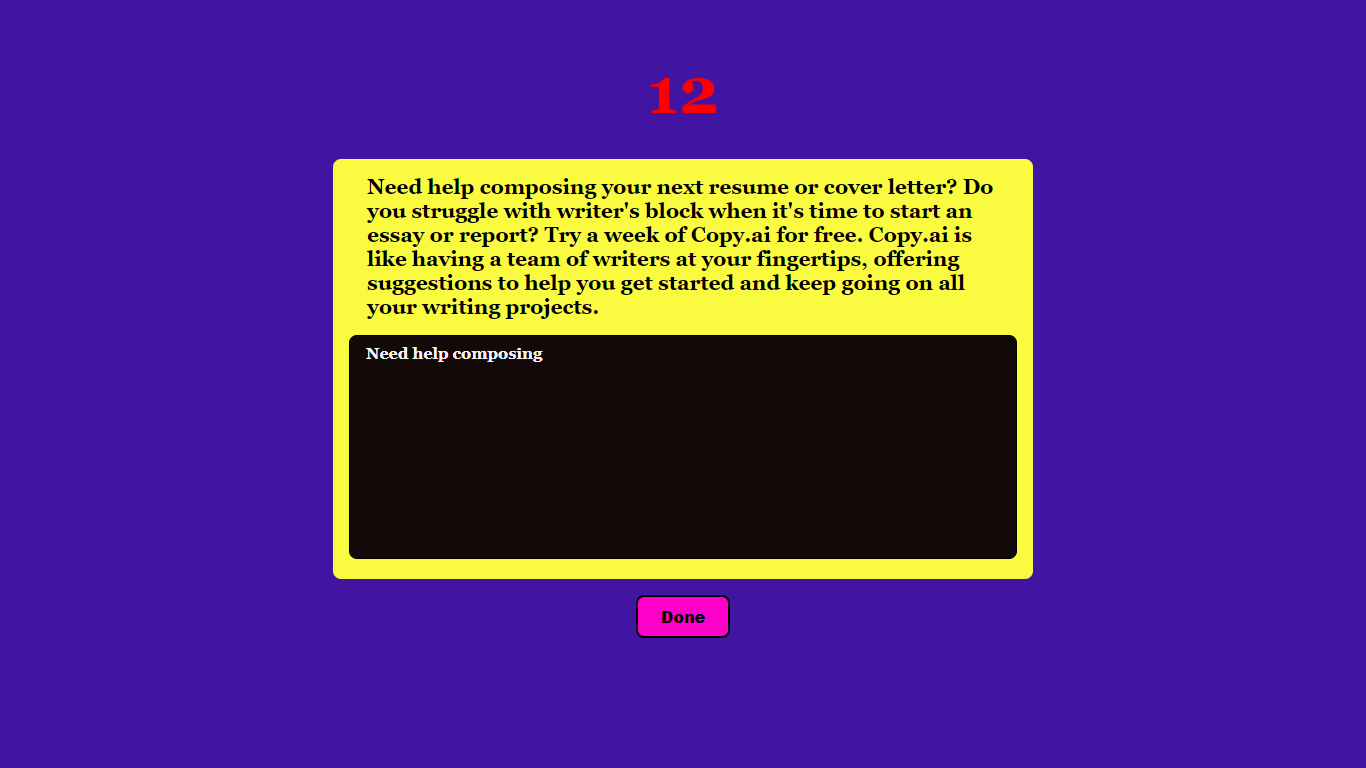 12
Need help composing your next resume or cover letter? Do
you struggle with writer's block when it's time to start an
essay or report? Try a week of Copy.ai for free. Copy.ai is
like having a team of writers at your fingertips, offering
suggestions to help you get started and keep going on all
your writing projects.
Need help composing
Done